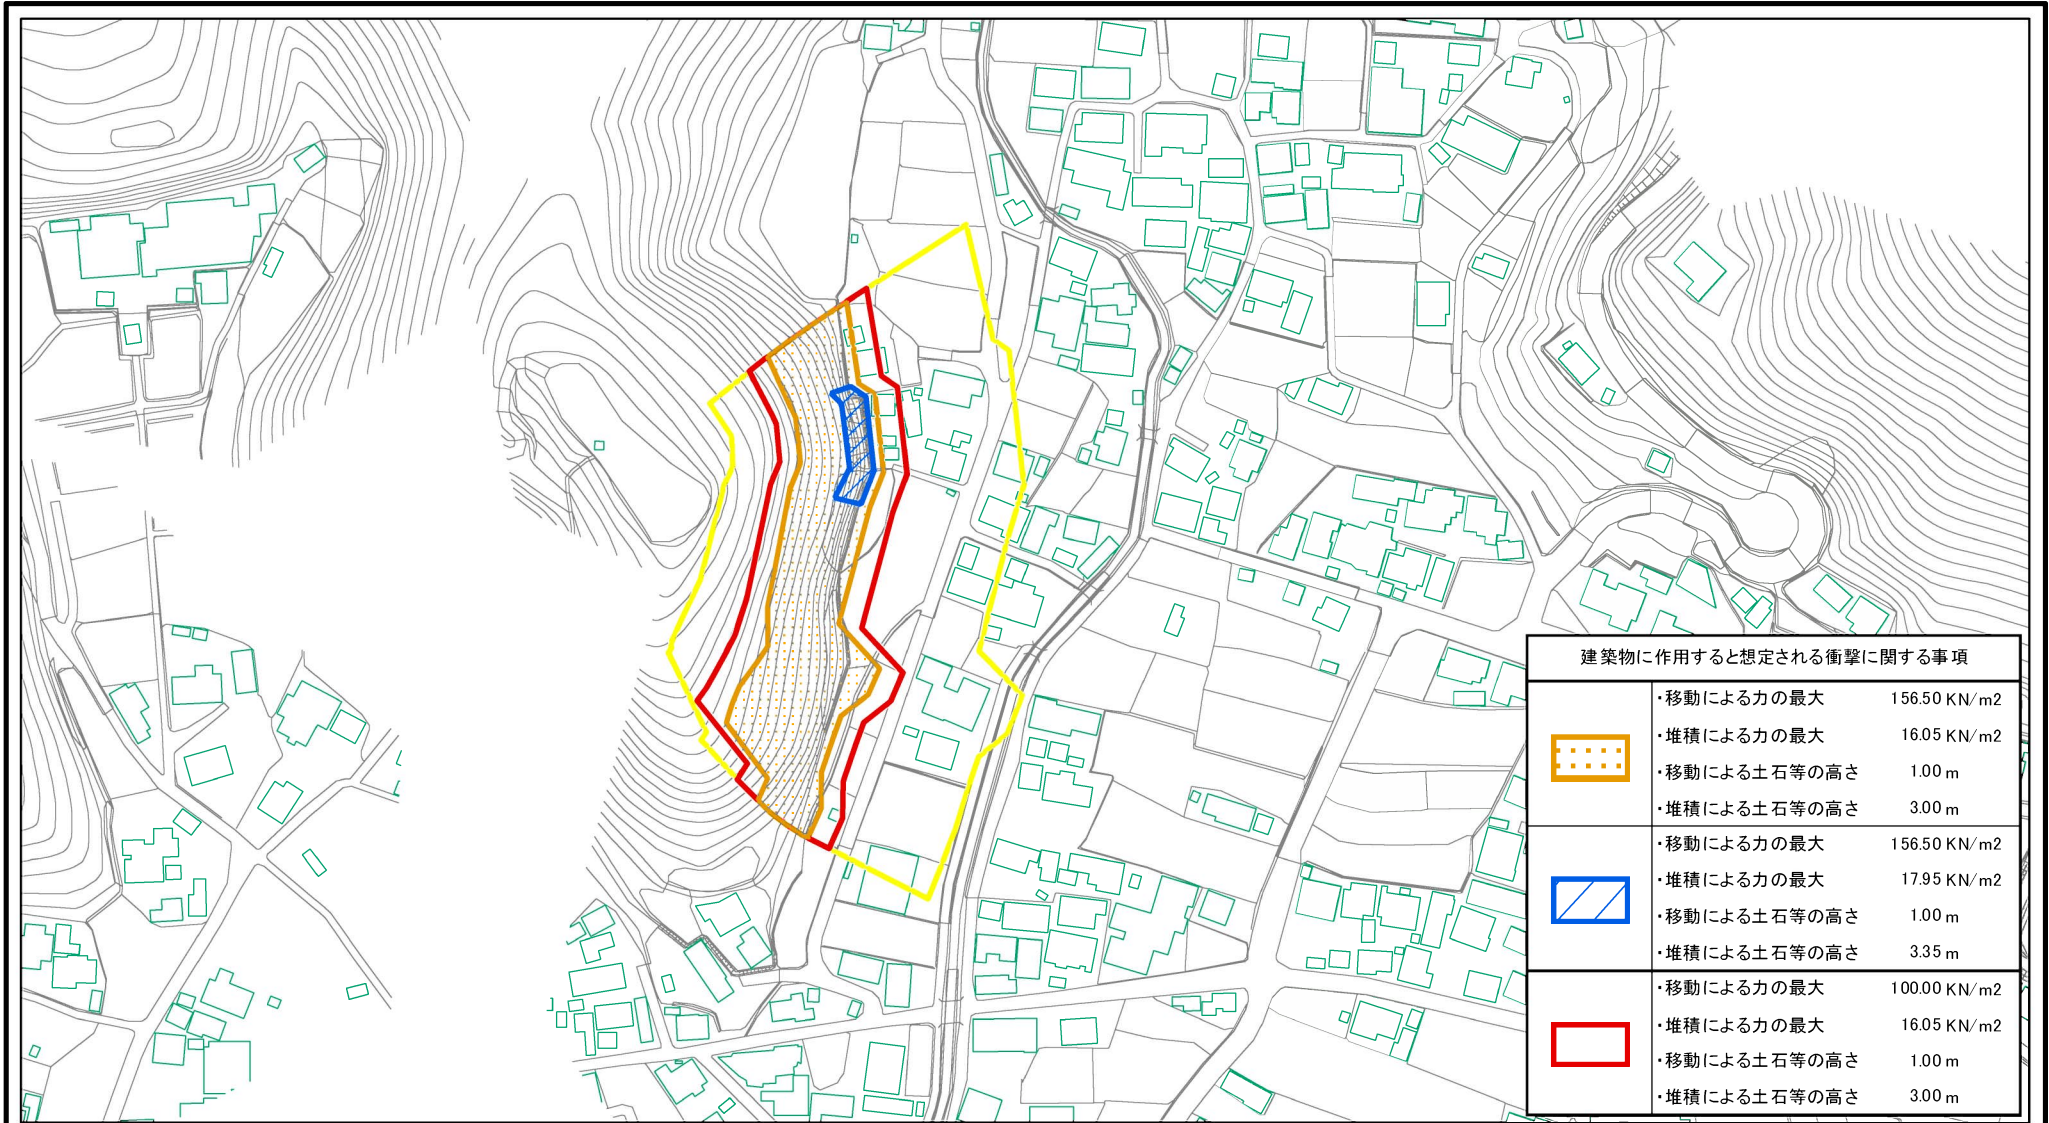 建築物に作用すると想定される衝撃に関する事項
・移動による力の最大 156.50 KN/m2
・堆積による力の最大 16.05 KN/m2
・移動による土石等の高さ 1.00 m
・堆積による土石等の高さ 3.00 m
・移動による力の最大 156.50 KN/m2
・堆積による力の最大 17.95 KN/m2
・移動による土石等の高さ 1.00 m
・堆積による土石等の高さ 3.35 m
・移動による力の最大 100.00 KN/m2
・堆積による力の最大 16.05 KN/m2
・移動による土石等の高さ 1.00 m
・堆積による土石等の高さ 3.00 m